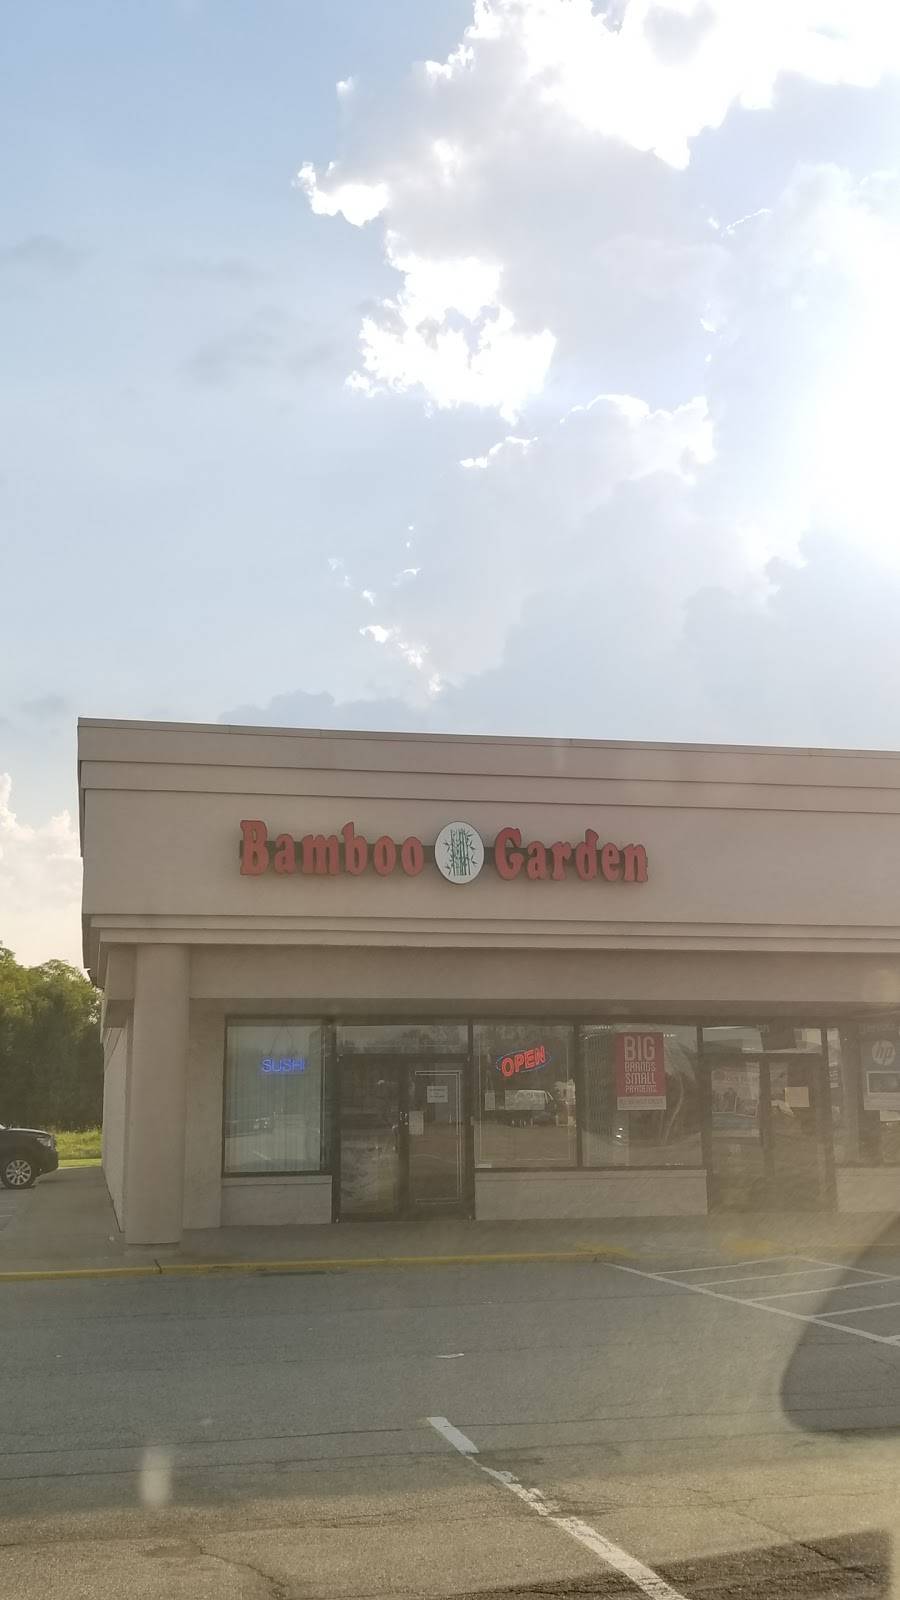 Bamboo Garden
SUSHI
OPEN
BIG
BRANDS
SMALL
PAYMENTS
hp